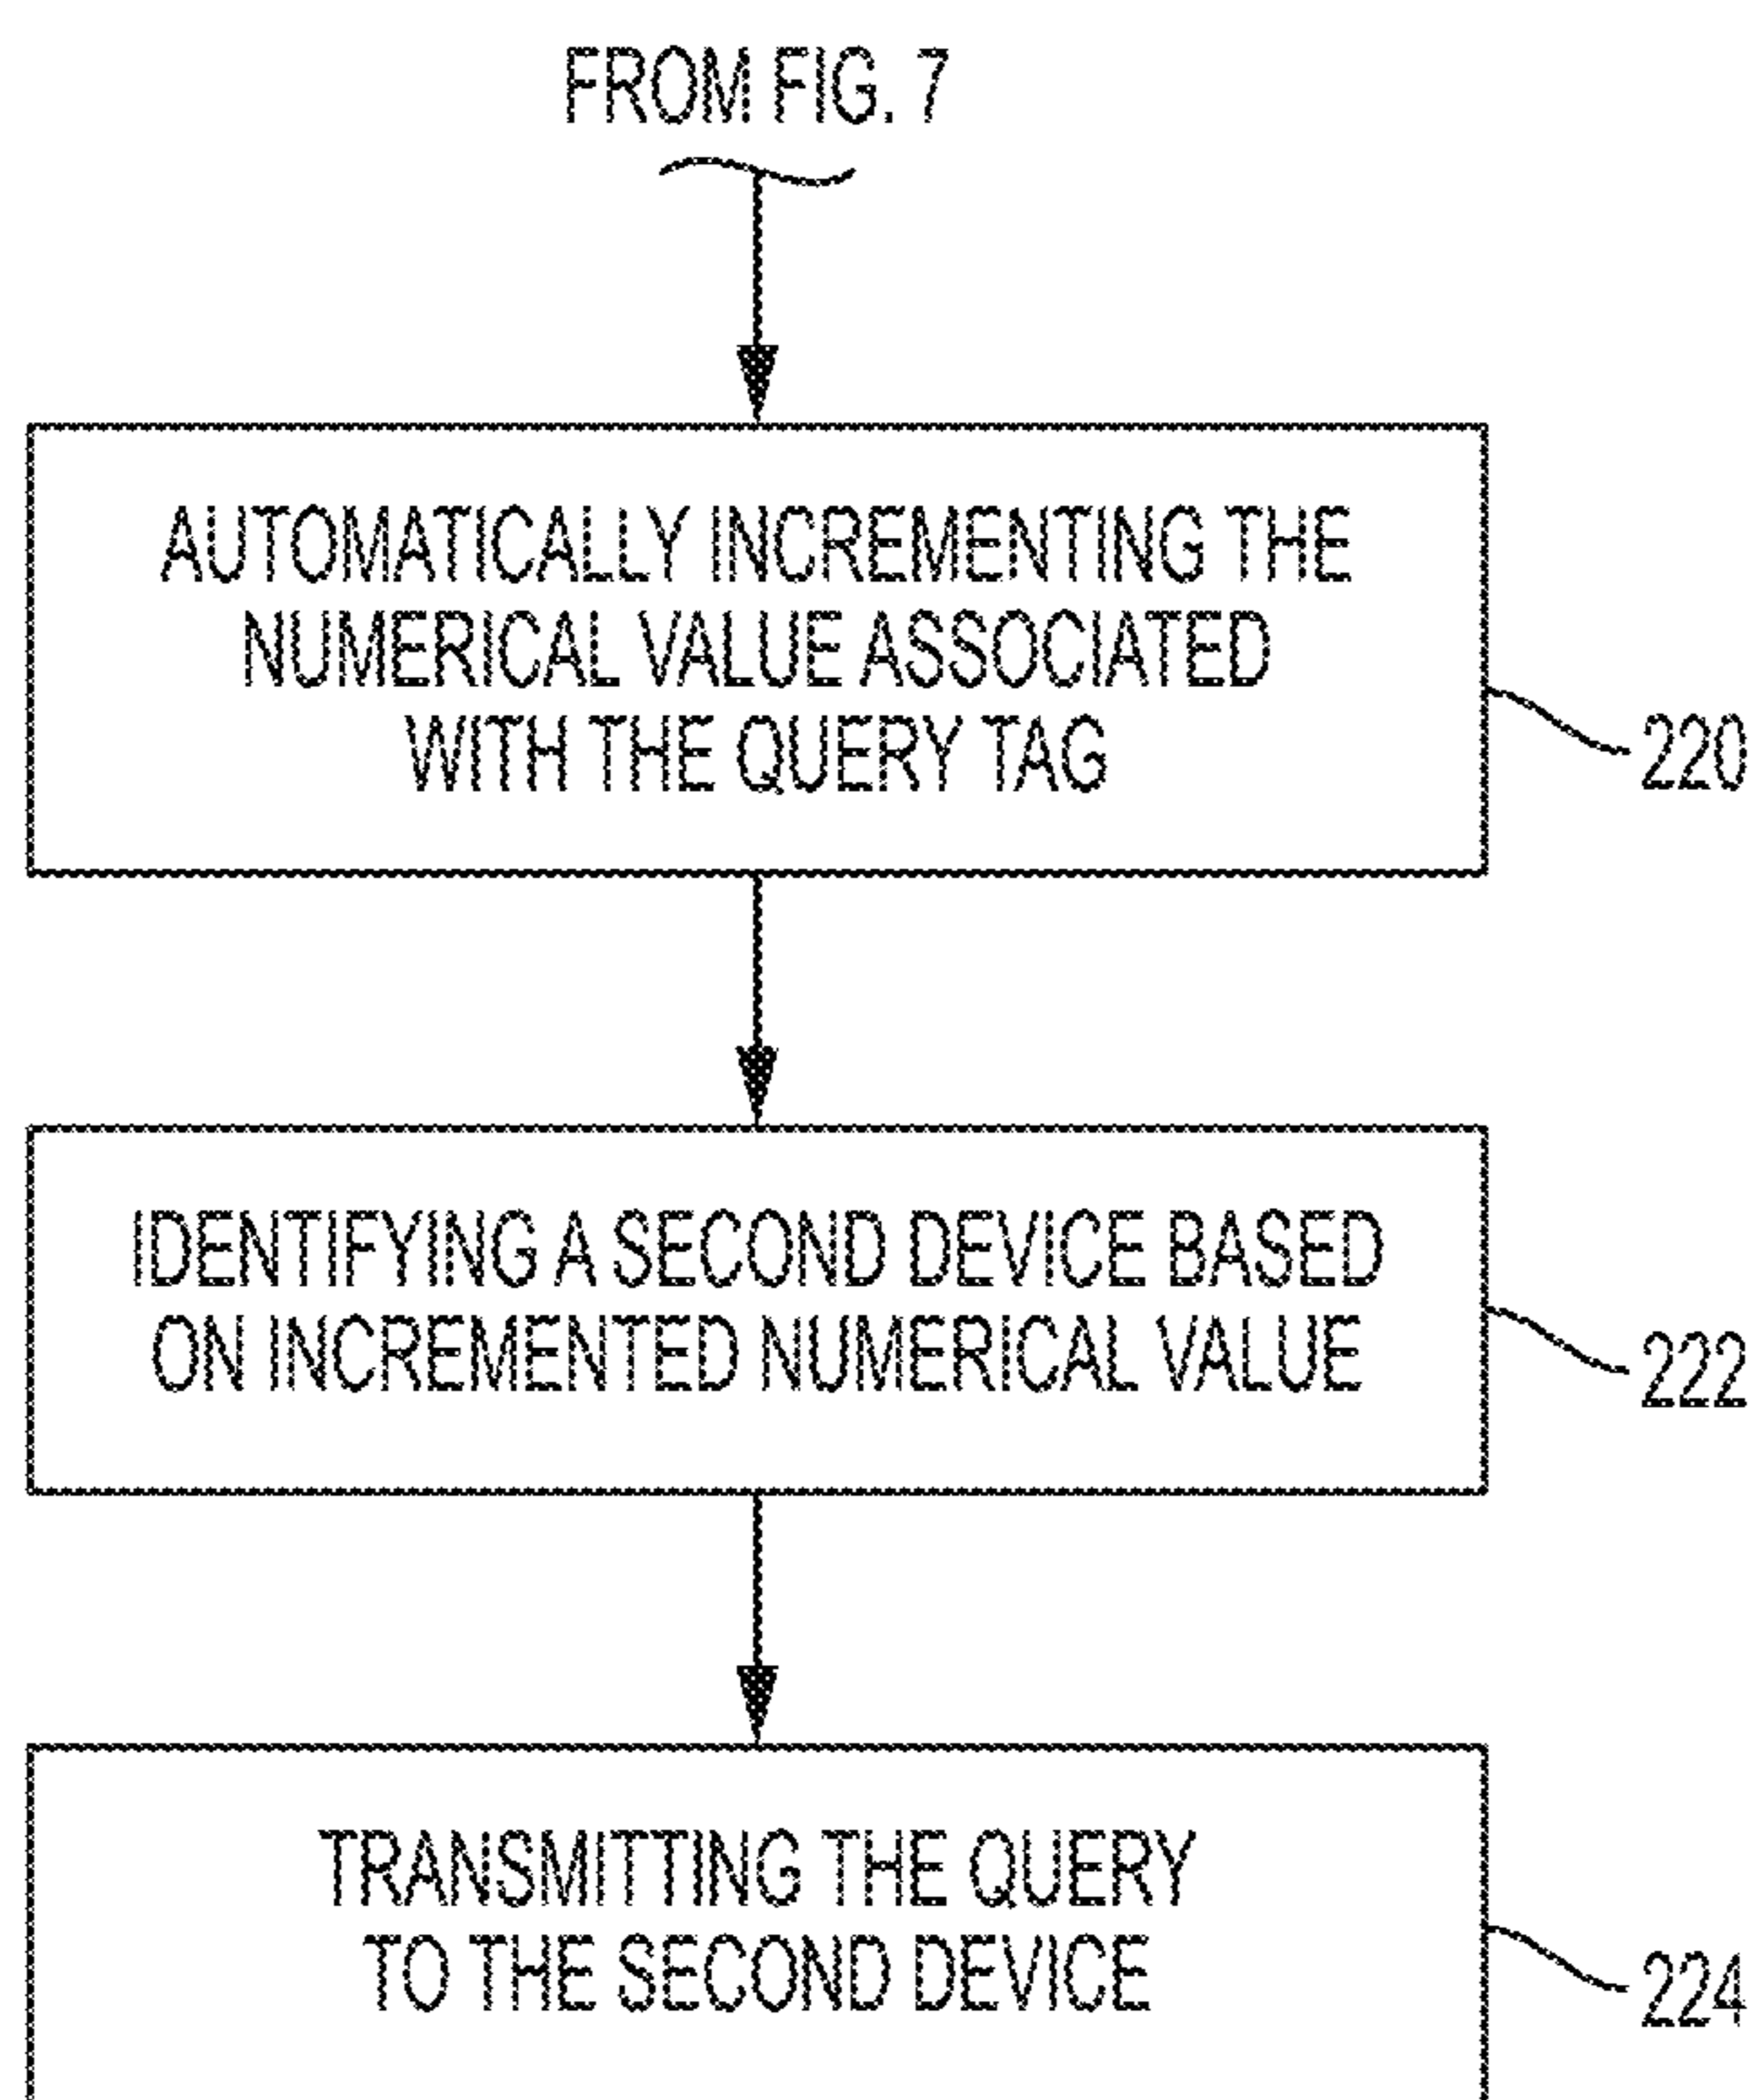 FROM FIG. 7
AUTOMATICALLY INCREMENTING THE
NUMERICAL VALUE ASSOCIATED
WITH THE QUERY TAG
220
IDENTIFYING A SECOND DEVICE BASED
ON INCREMENTED NUMERICAL VALUE
222
TRANSMITTING THE QUERY
TO THE SECOND DEVICE
224